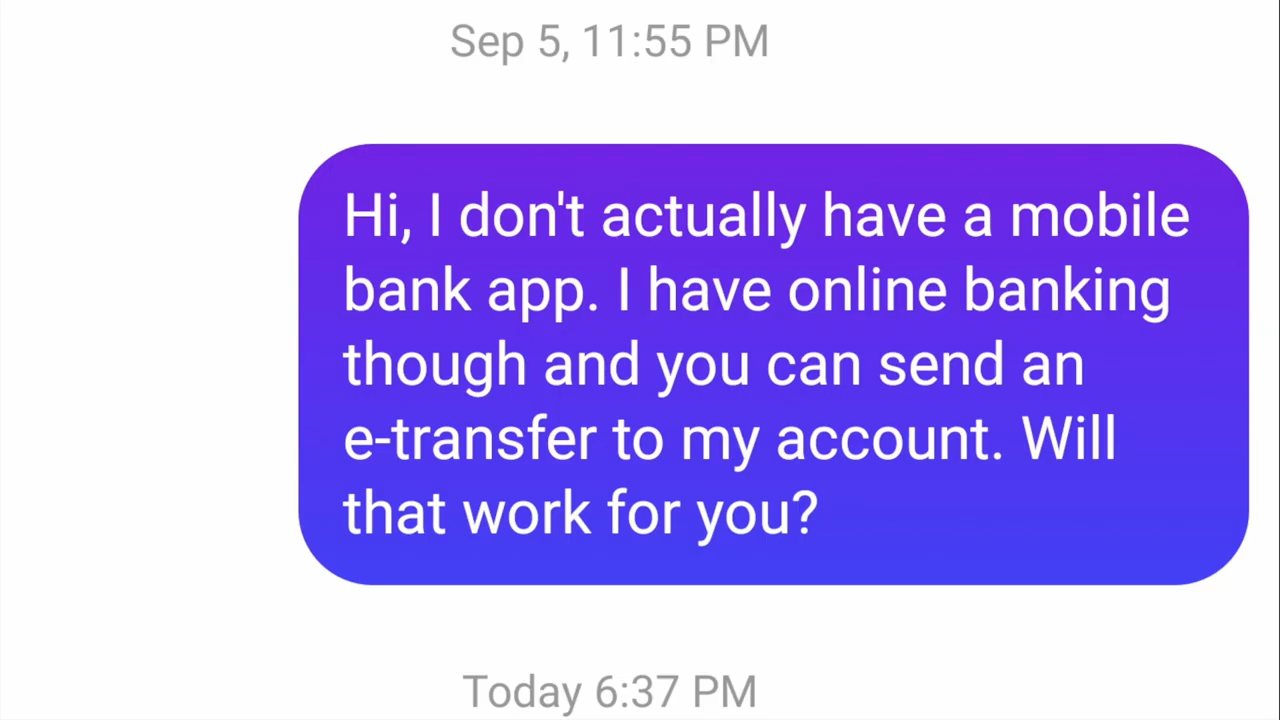 Sep 5, 11:55 PM
Hi, I don't actually have a mobile
bank app. I have online banking
though and you can send an
e-transfer to my account. Will
that work for you?
Today 6:37 PM